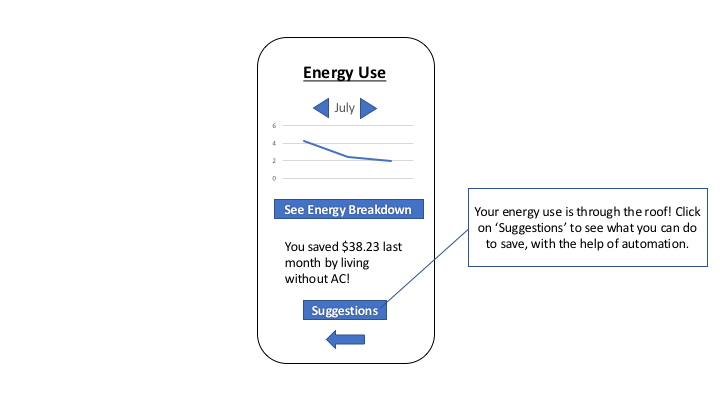 Energy Use
July
6
4
2
0
See Energy Breakdown
You saved $38.23 last
month by living
without AC!
Suggestions
Your energy use is through the roof! Click
on ‘Suggestions’ to see what you can do
to save, with the help of automation.